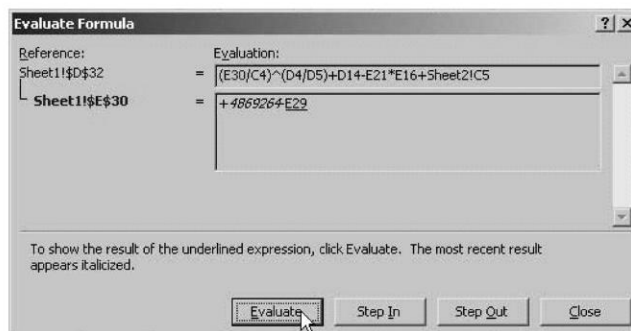 Evaluate Formula
Reference: Evaluation:
Sheet1!$D$32 = (E30/C4)^(D4/D5)+D14-E21*E16+Sheet2!C5
Sheet1!$E$30 = +4869264-E29
To show the result of the underlined expression, click Evaluate. The most recent result
appears italicized.
Evaluate Step In Step Out Close